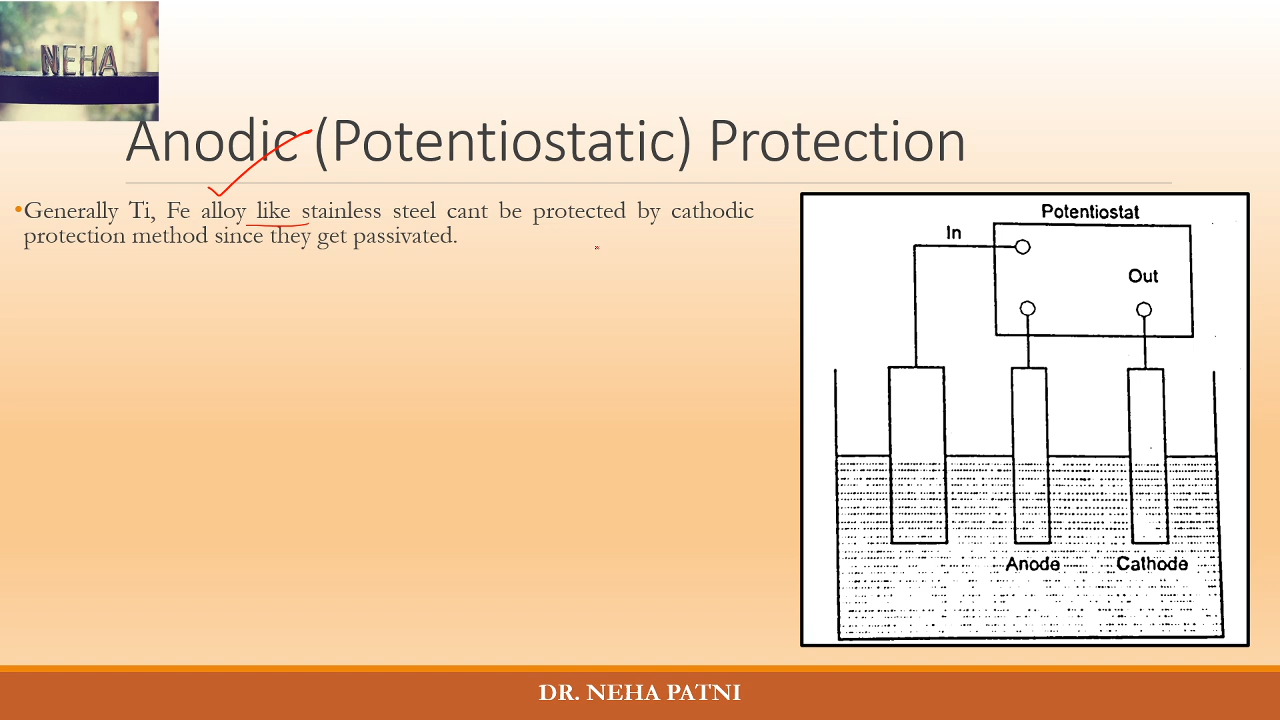 NEHA
Anodic (Potentiostatic) Protection
•Generally Ti, Fe alloy like stainless steel cant be protected by cathodic
protection method since they get passivated.
Potentiostat
In
Out
Anode
Cathode
DR. NEHA PATNI